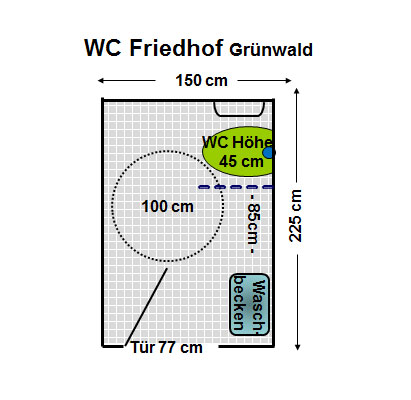 WC Friedhof Grünwald
150 cm
WC Höhe
45 cm
100 cm
- 85cm -
225 cm
Wasch-
becken
Tür 77 cm